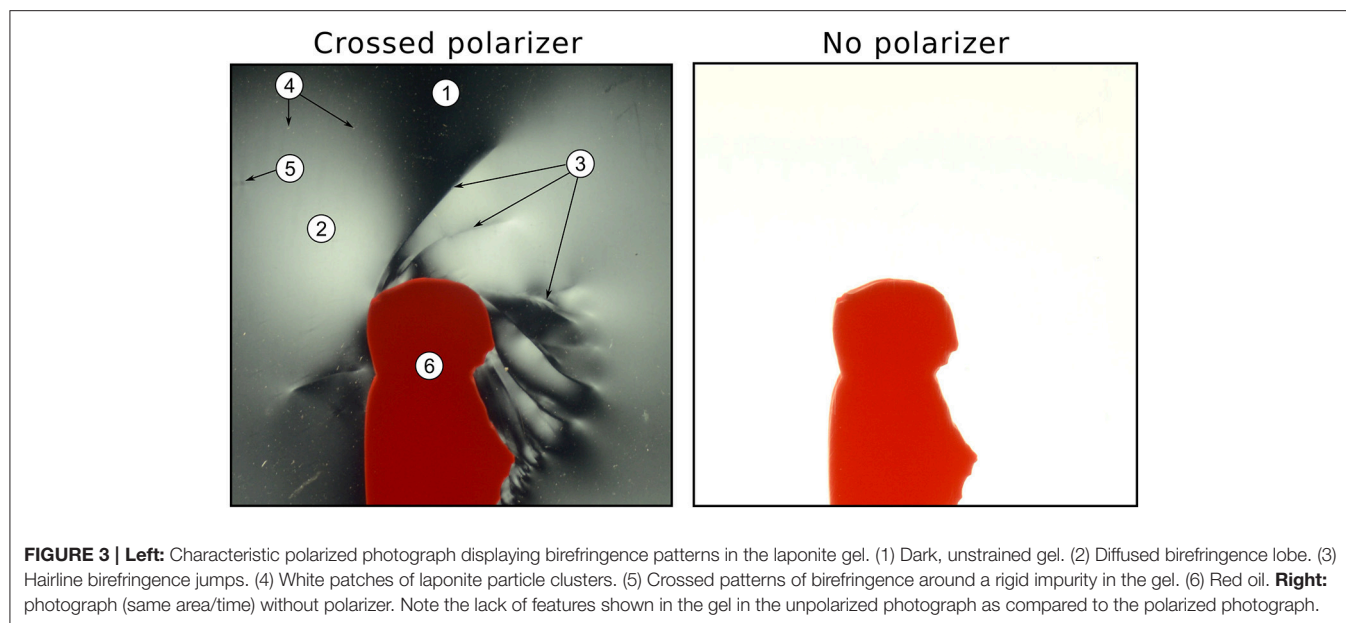 Crossed polarizer
No polarizer
4
1
3
5
2
6
FIGURE 3 | Left: Characteristic polarized photograph displaying birefringence patterns in the laponite gel. (1) Dark, unstrained gel. (2) Diffused birefringence lobe. (3)
Hairline birefringence jumps. (4) White patches of laponite particle clusters. (5) Crossed patterns of birefringence around a rigid impurity in the gel. (6) Red oil. Right:
photograph (same area/time) without polarizer. Note the lack of features shown in the gel in the unpolarized photograph as compared to the polarized photograph.